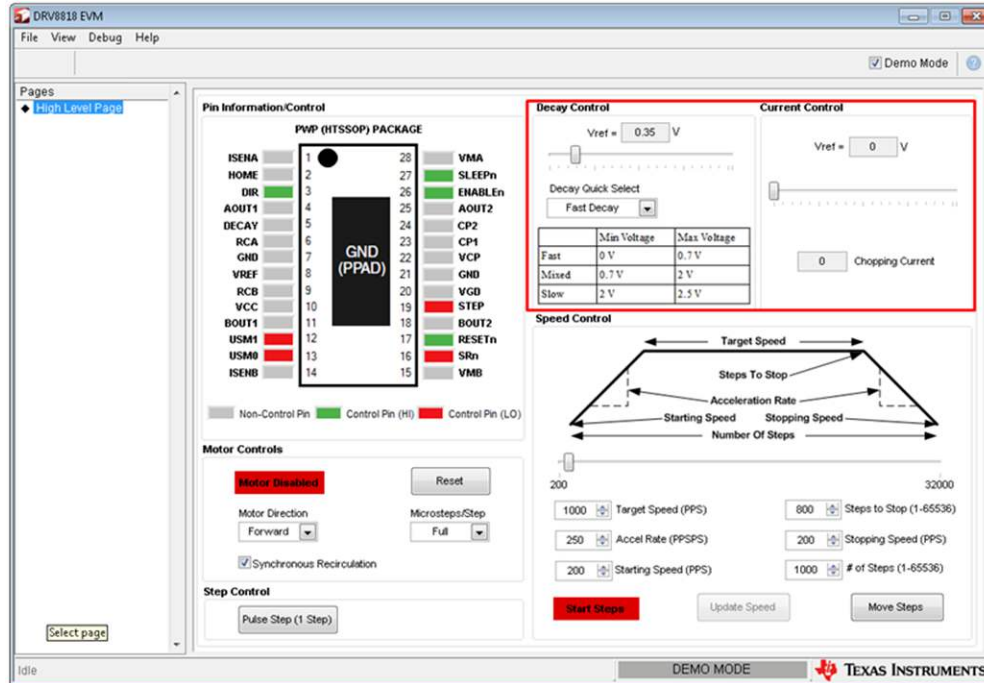 DRV8818 EVM
File View Debug Help
Demo Mode
Pages
High Level Page
Pin Information/Control
PWP (HTSSOP) PACKAGE
ISENA 1 28 VMA
HOME 2 27 SLEEPn
DIR 3 26 ENABLEn
AOUT1 4 25 AOUT2
DECAY 5 24 CP2
RCA 6 23 CP1
GND 7 22 VCP
VREF 8 21 GND
RCB 9 20 VGD
VCC 10 19 STEP
BOUT1 11 18 BOUT2
USM1 12 17 RESETn
USM0 13 16 SRn
ISENB 14 15 VMB
GND
(PPAD)
Non-Control Pin Control Pin (HI) Control Pin (LO)
Motor Controls
Motor Disabled Reset
Motor Direction Microsteps/Step
Forward Full
Synchronous Recirculation
Step Control
Pulse Step (1 Step)
Decay Control
Vref = 0.35 V
Decay Quick Select
Fast Decay
Min Voltage Max Voltage
Fast 0 V 0.7 V
Mixed 0.7 V 2 V
Slow 2 V 2.5 V
Current Control
Vref = 0 V
0 Chopping Current
Speed Control
Target Speed
Steps To Stop
Acceleration Rate
Starting Speed Stopping Speed
Number Of Steps
200 32000
1000 Target Speed (PPS) 800 Steps to Stop (1-65536)
250 Accel Rate (PPSPS) 200 Stopping Speed (PPS)
200 Starting Speed (PPS) 1000 # of Steps (1-65536)
Start Steps Update Speed Move Steps
Select page
Idle DEMO MODE TEXAS INSTRUMENTS